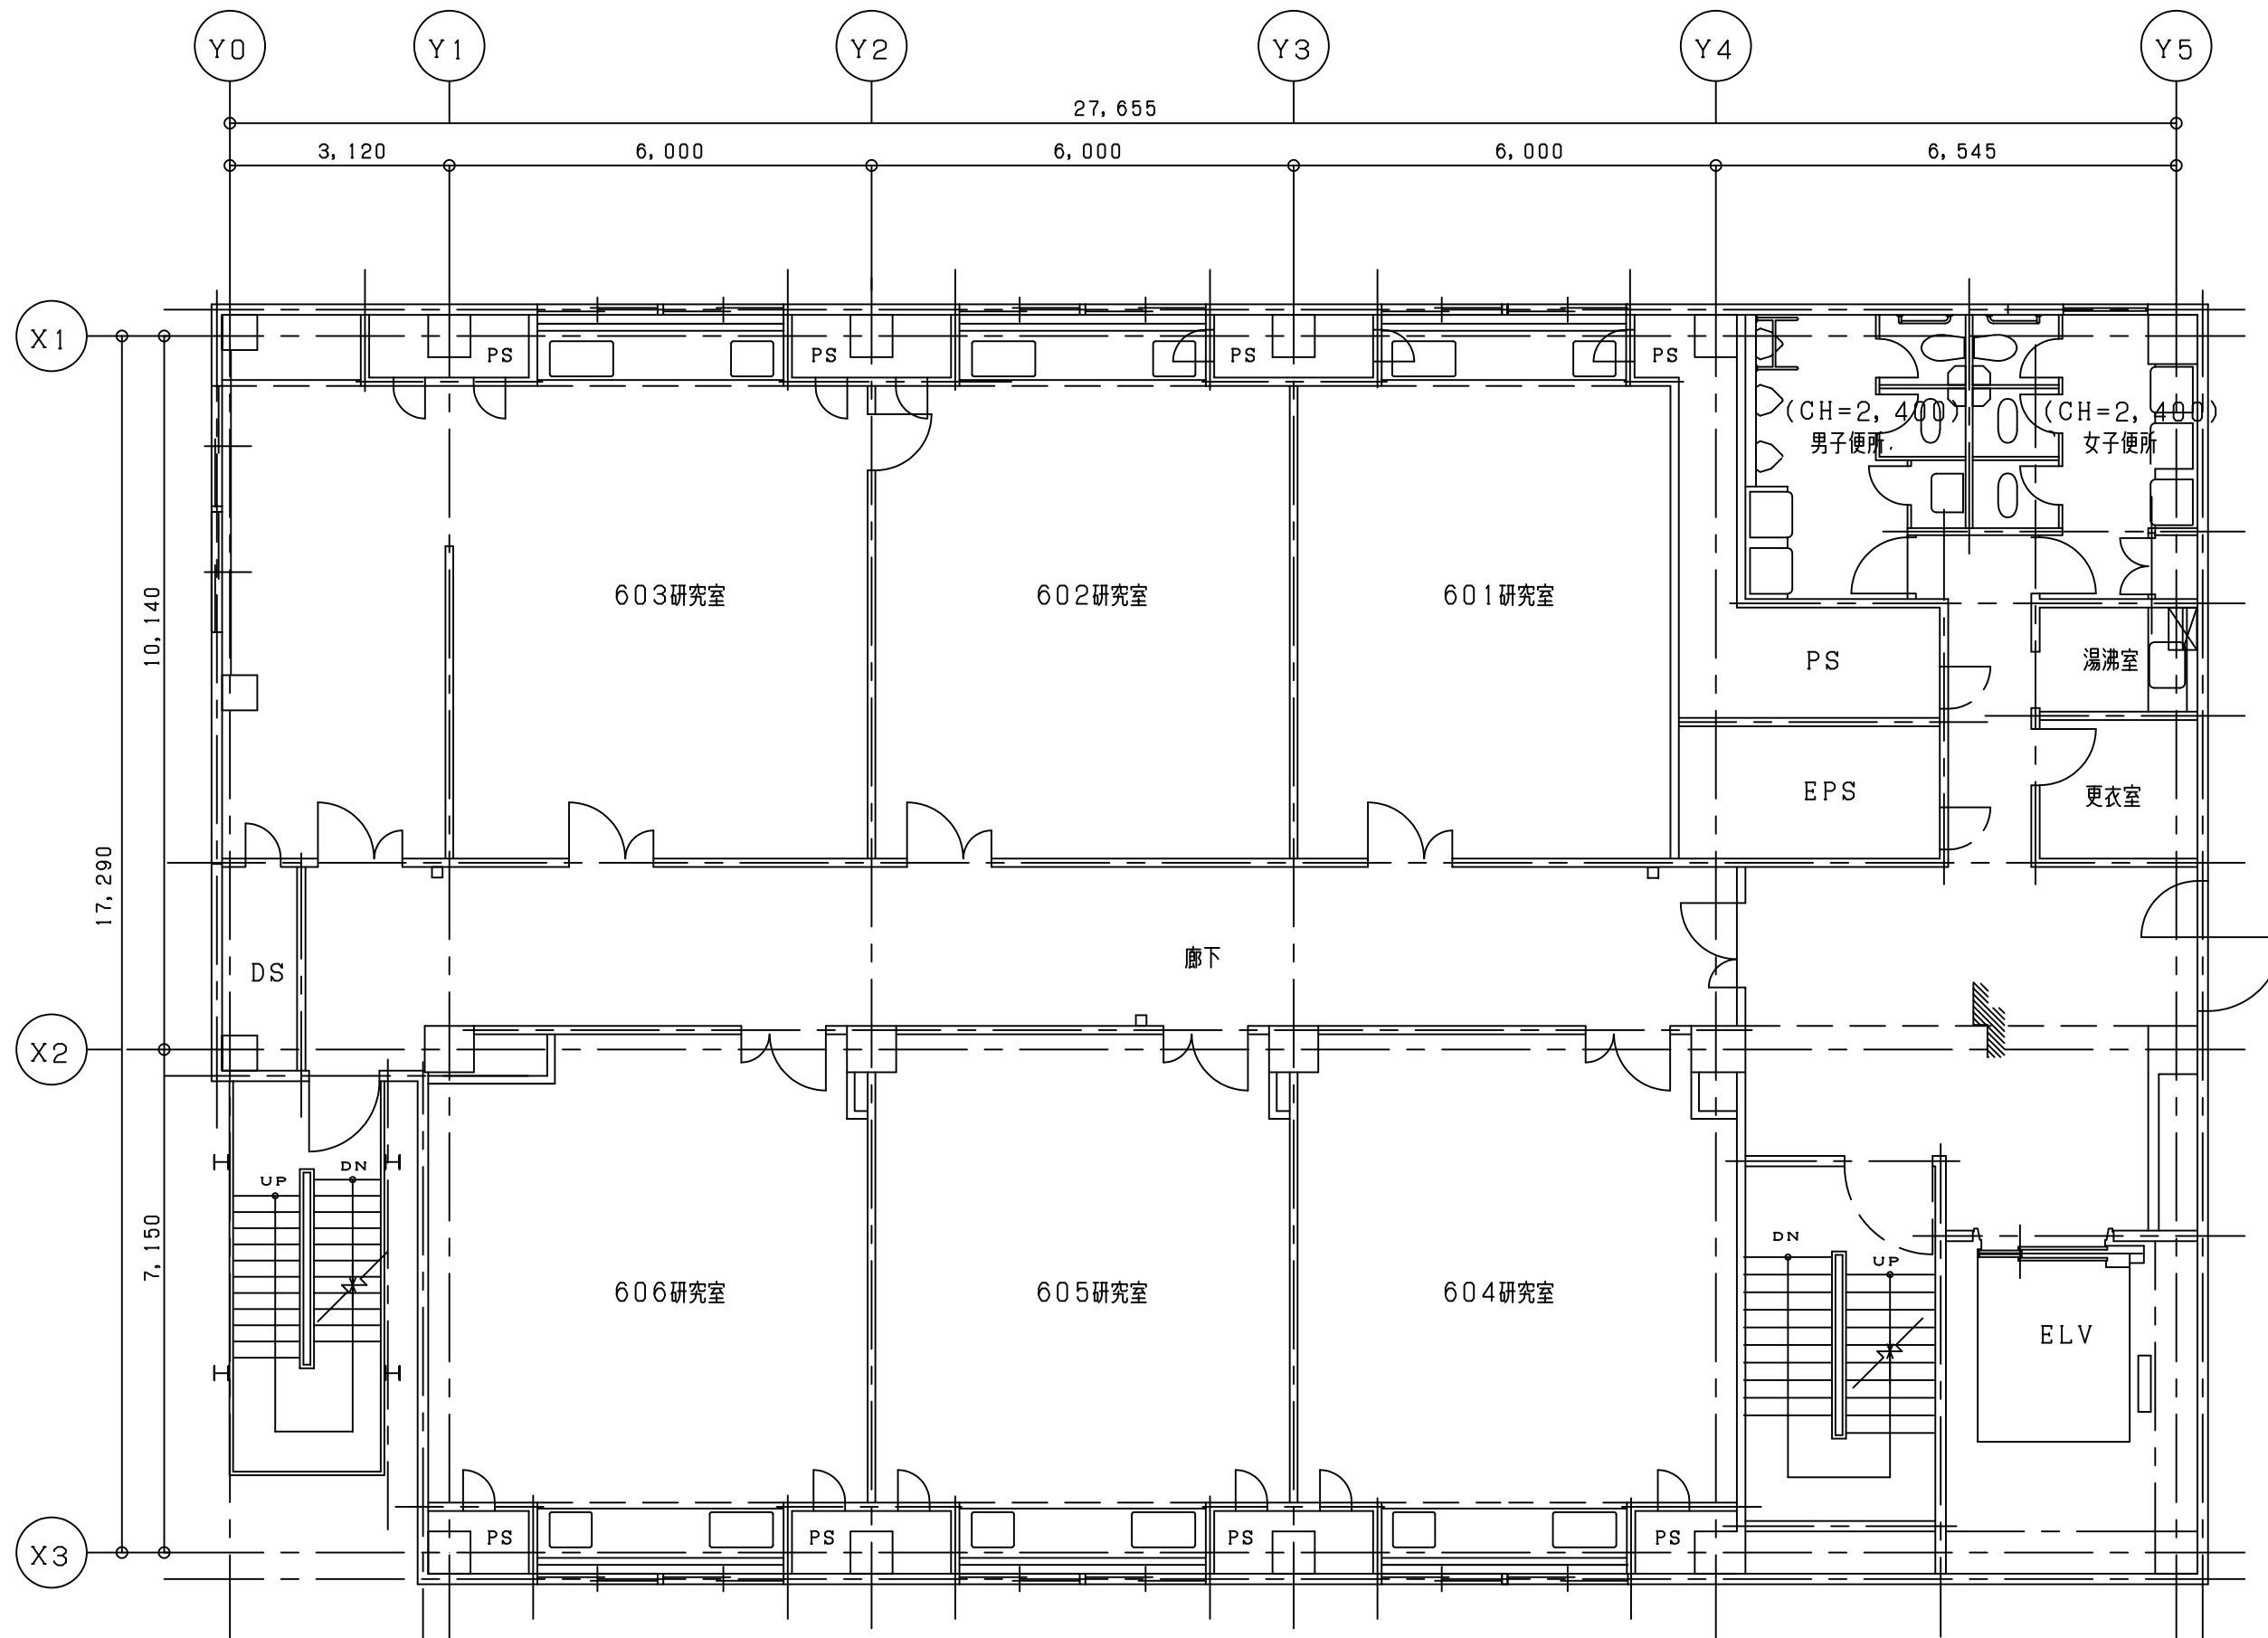 Y0 Y1 Y2 Y3 Y4 Y5
27,655
3,120 6,000 6,000 6,000 6,545
X1
PS PS PS PS
(CH=2,400) (CH=2,400)
男子便所 女子便所
603研究室 602研究室 601研究室
10,140
PS 湯沸室
EPS 更衣室
17,290
廊下
DS
X2
UP DN
DN UP
7,150
606研究室 605研究室 604研究室
ELV
PS PS PS PS
X3